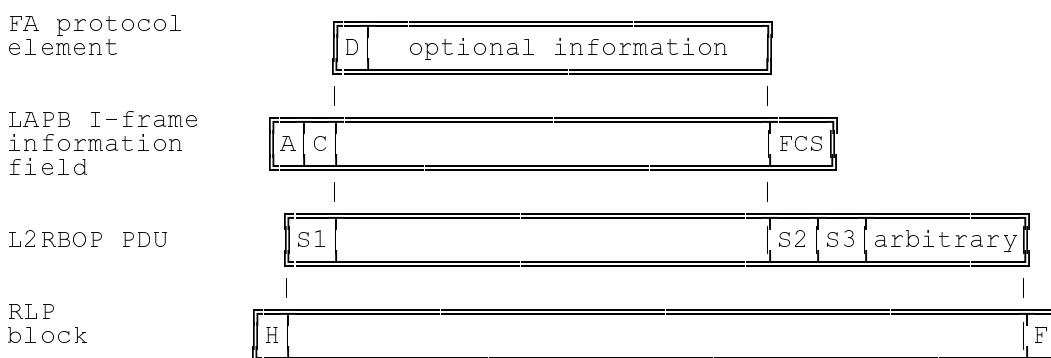 FA protocol
element
D optional information
LAPB I-frame
information
field
A C FCS
L2RBOP PDU
S1 S2 S3 arbitrary
RLP
block
H F